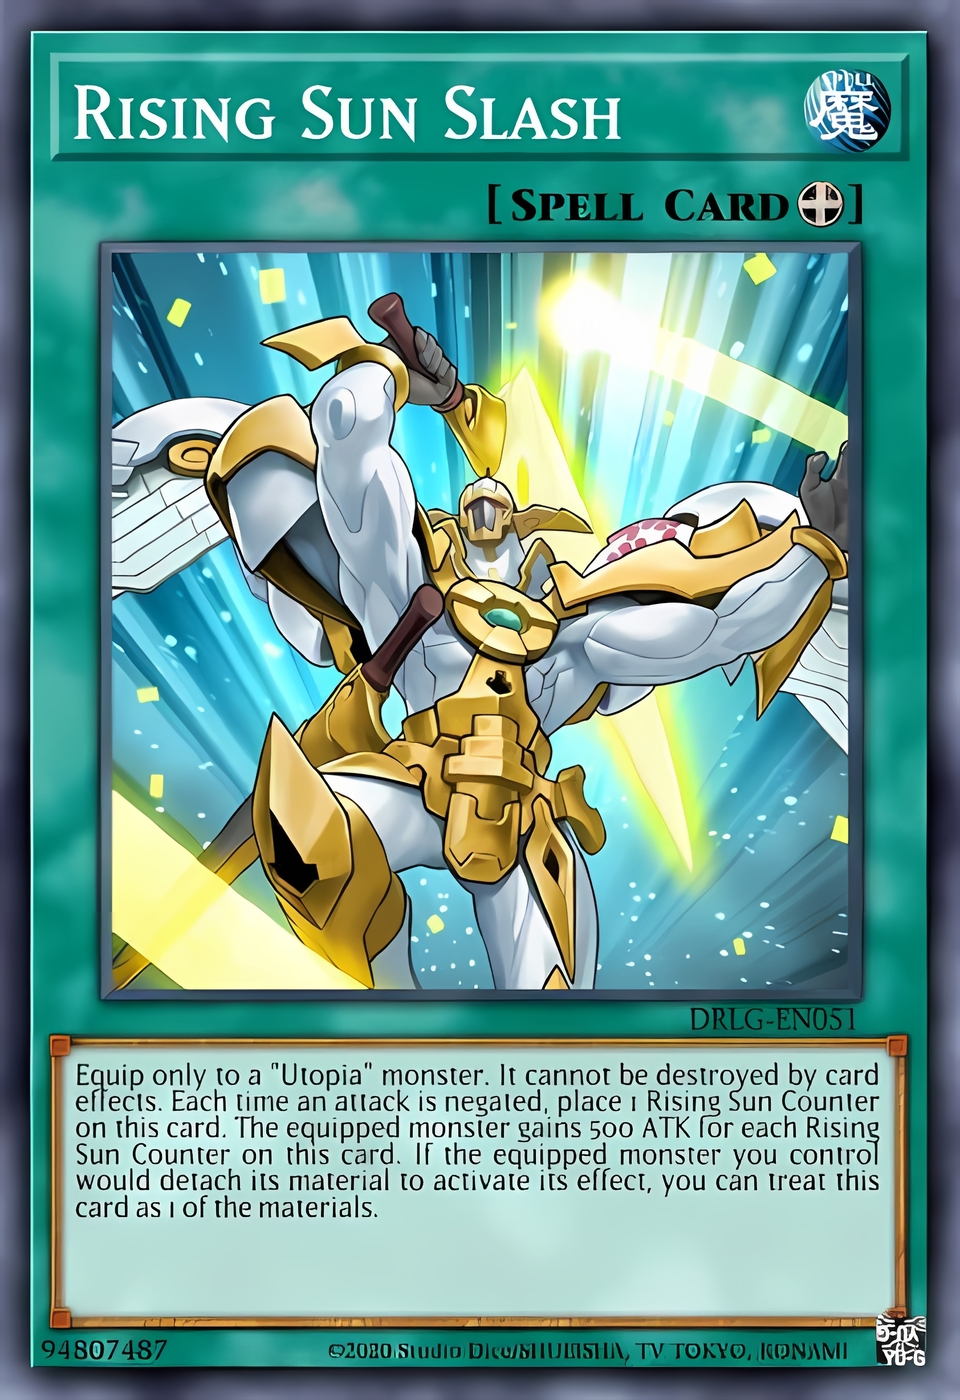 Rising Sun Slash
魔
[Spell Card]
DRLG-EN051
Equip only to a "Utopia" monster. It cannot be destroyed by card
effects. Each time an attack is negated, place 1 Rising Sun Counter
on this card. The equipped monster gains 500 ATK for each Rising
Sun Counter on this card. If the equipped monster you control
would detach its material to activate its effect, you can treat this
card as 1 of the materials.
94807487
©2020 Studio Dice/SHUEISHA, TV TOKYO, KONAMI